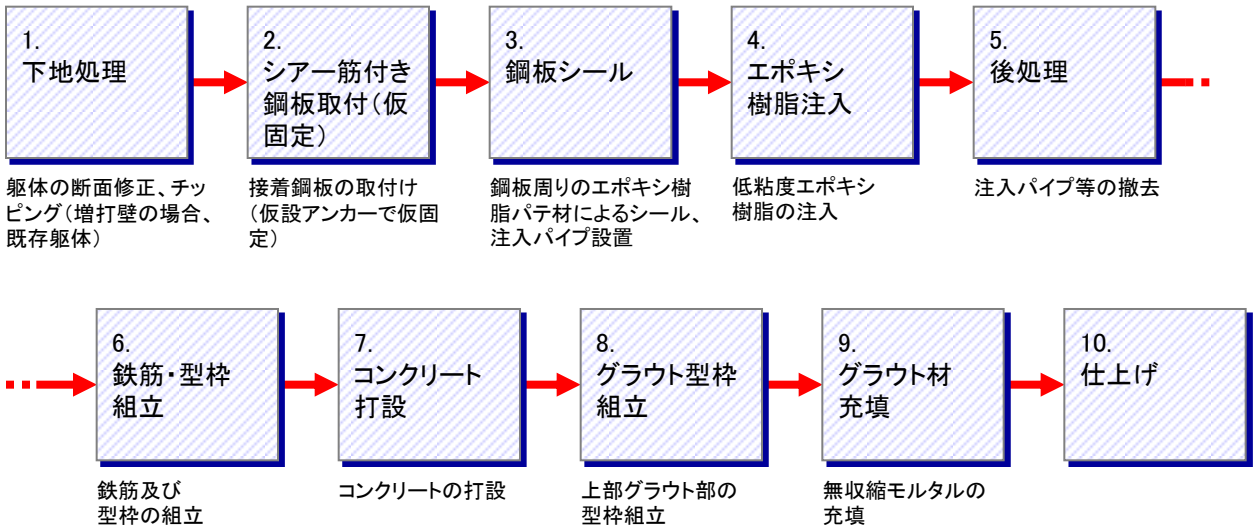 1.
下地処理
2.
シアー筋付き
鋼板取付(仮
固定)
3.
鋼板シール
4.
エポキシ
樹脂注入
5.
後処理
躯体の断面修正、チッ
ピング(増打壁の場合、
既存躯体)
接着鋼板の取付け
(仮設アンカーで仮固
定)
鋼板周りのエポキシ樹
脂パテ材によるシール、
注入パイプ設置
低粘度エポキシ
樹脂の注入
注入パイプ等の撤去
6.
鉄筋・型枠
組立
7.
コンクリート
打設
8.
グラウト型枠
組立
9.
グラウト材
充填
10.
仕上げ
鉄筋及び
型枠の組立
コンクリートの打設
上部グラウト部の
型枠組立
無収縮モルタルの
充填